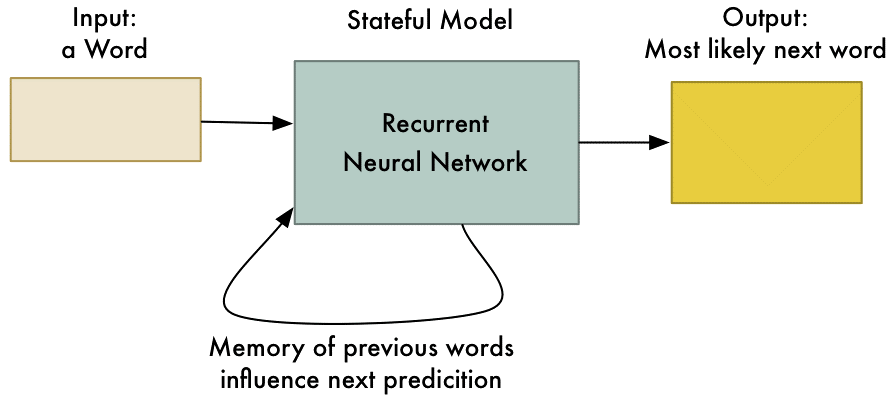 Input:
a Word
Stateful Model
Output:
Most likely next word
Recurrent
Neural Network
Memory of previous words
influence next predicition